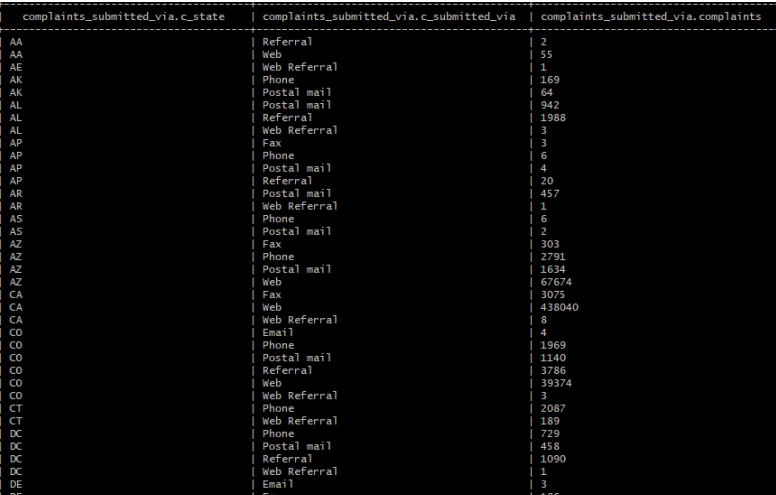 complaints_submitted_via.c_state | complaints_submitted_via.c_submitted_via | complaints_submitted_via.complaints
| AA | Referral | 2
| AA | Web | 55
| AE | Web Referral | 1
| AK | Phone | 169
| AK | Postal mail | 64
| AL | Postal mail | 942
| AL | Referral | 1988
| AL | Web Referral | 3
| AP | Fax | 3
| AP | Phone | 6
| AP | Postal mail | 4
| AP | Referral | 20
| AR | Postal mail | 457
| AR | Web Referral | 1
| AS | Phone | 6
| AS | Postal mail | 2
| AZ | Fax | 303
| AZ | Phone | 2791
| AZ | Postal mail | 1634
| AZ | Web | 67674
| CA | Fax | 3075
| CA | Web | 438040
| CA | Web Referral | 8
| CO | Email | 4
| CO | Phone | 1969
| CO | Postal mail | 1140
| CO | Referral | 3786
| CO | Web | 39374
| CO | Web Referral | 3
| CT | Phone | 2087
| CT | Web Referral | 189
| DC | Phone | 729
| DC | Postal mail | 458
| DC | Referral | 1090
| DC | Web Referral | 1
| DE | Email | 3